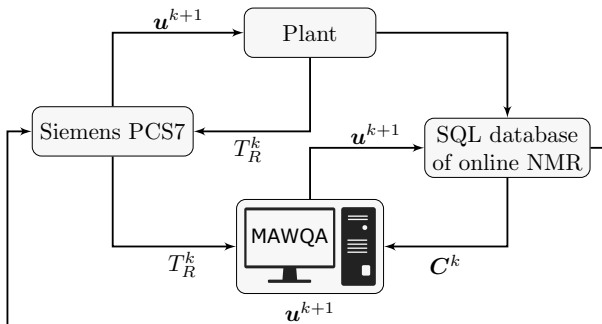 u^{k+1}
Plant
Siemens PCS7
T_R^k
u^{k+1}
SQL database
of online NMR
MAWQA
T_R^k
C^k
u^{k+1}